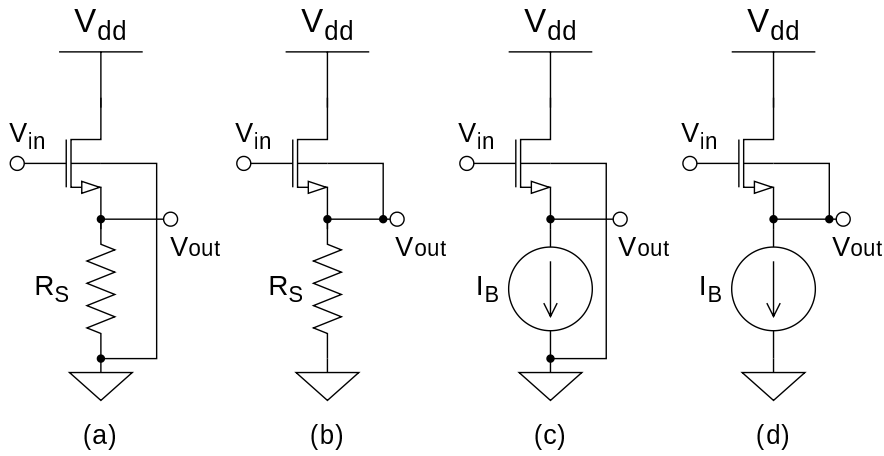 Vdd Vdd Vdd Vdd
Vin Vin Vin Vin
Vout Vout Vout Vout
RS RS IB IB
(a) (b) (c) (d)